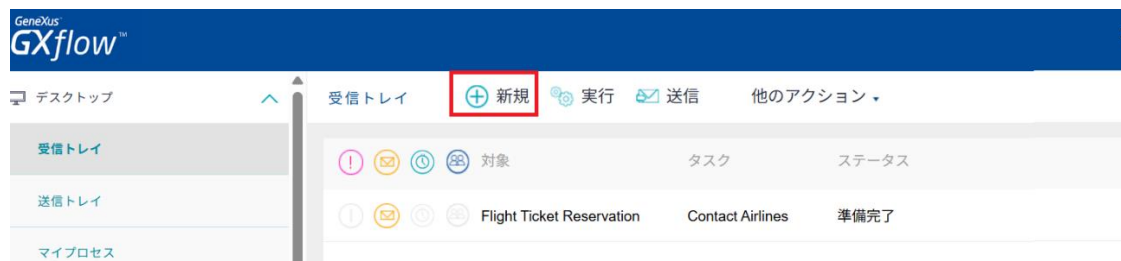 GeneXus™
GXflow™
デスクトップ
受信トレイ
送信トレイ
マイプロセス
受信トレイ 新規 実行 送信 他のアクション
対象 タスク ステータス
Flight Ticket Reservation Contact Airlines 準備完了